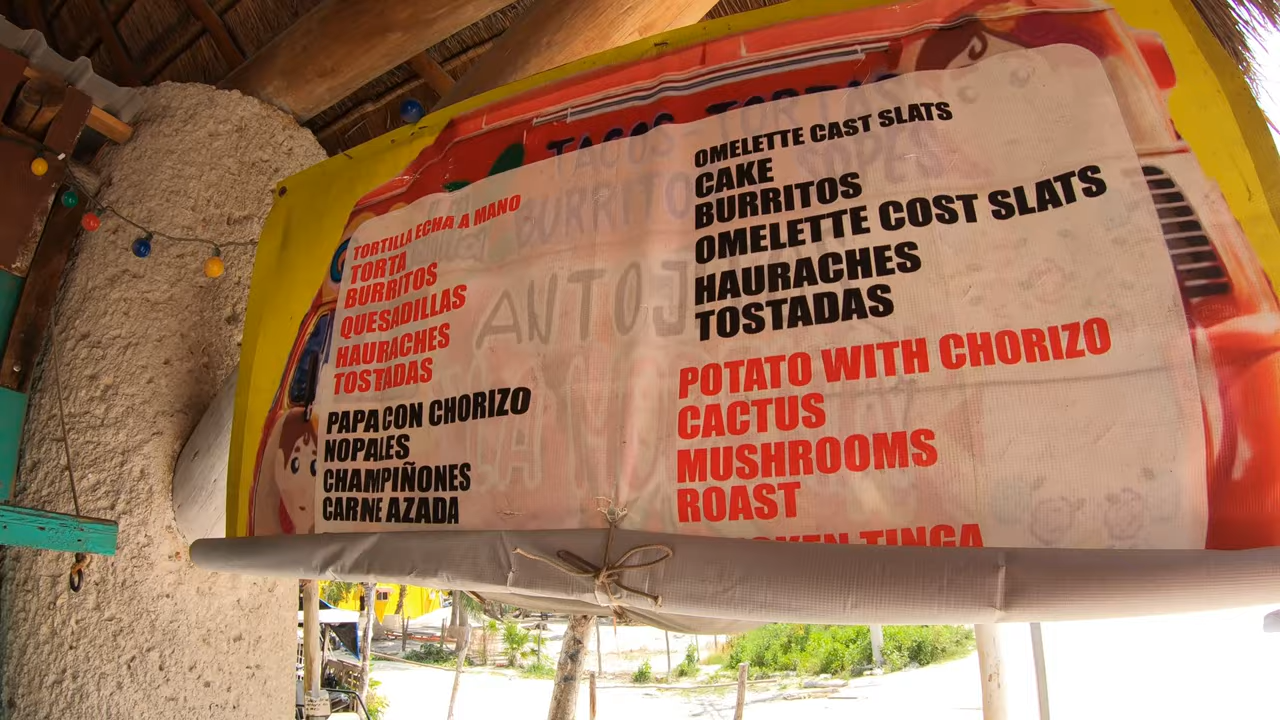 TACOS - TORTAS
BURRITOS
SOPES
ANTOJ
TORTILLA ECHA A MANO
TORTA
BURRITOS
QUESADILLAS
HAURACHES
TOSTADAS
PAPA CON CHORIZO
NOPALES
CHAMPIÑONES
CARNE AZADA
OMELETTE CAST SLATS
CAKE
BURRITOS
OMELETTE COST SLATS
HAURACHES
TOSTADAS
POTATO WITH CHORIZO
CACTUS
MUSHROOMS
ROAST
TINGA